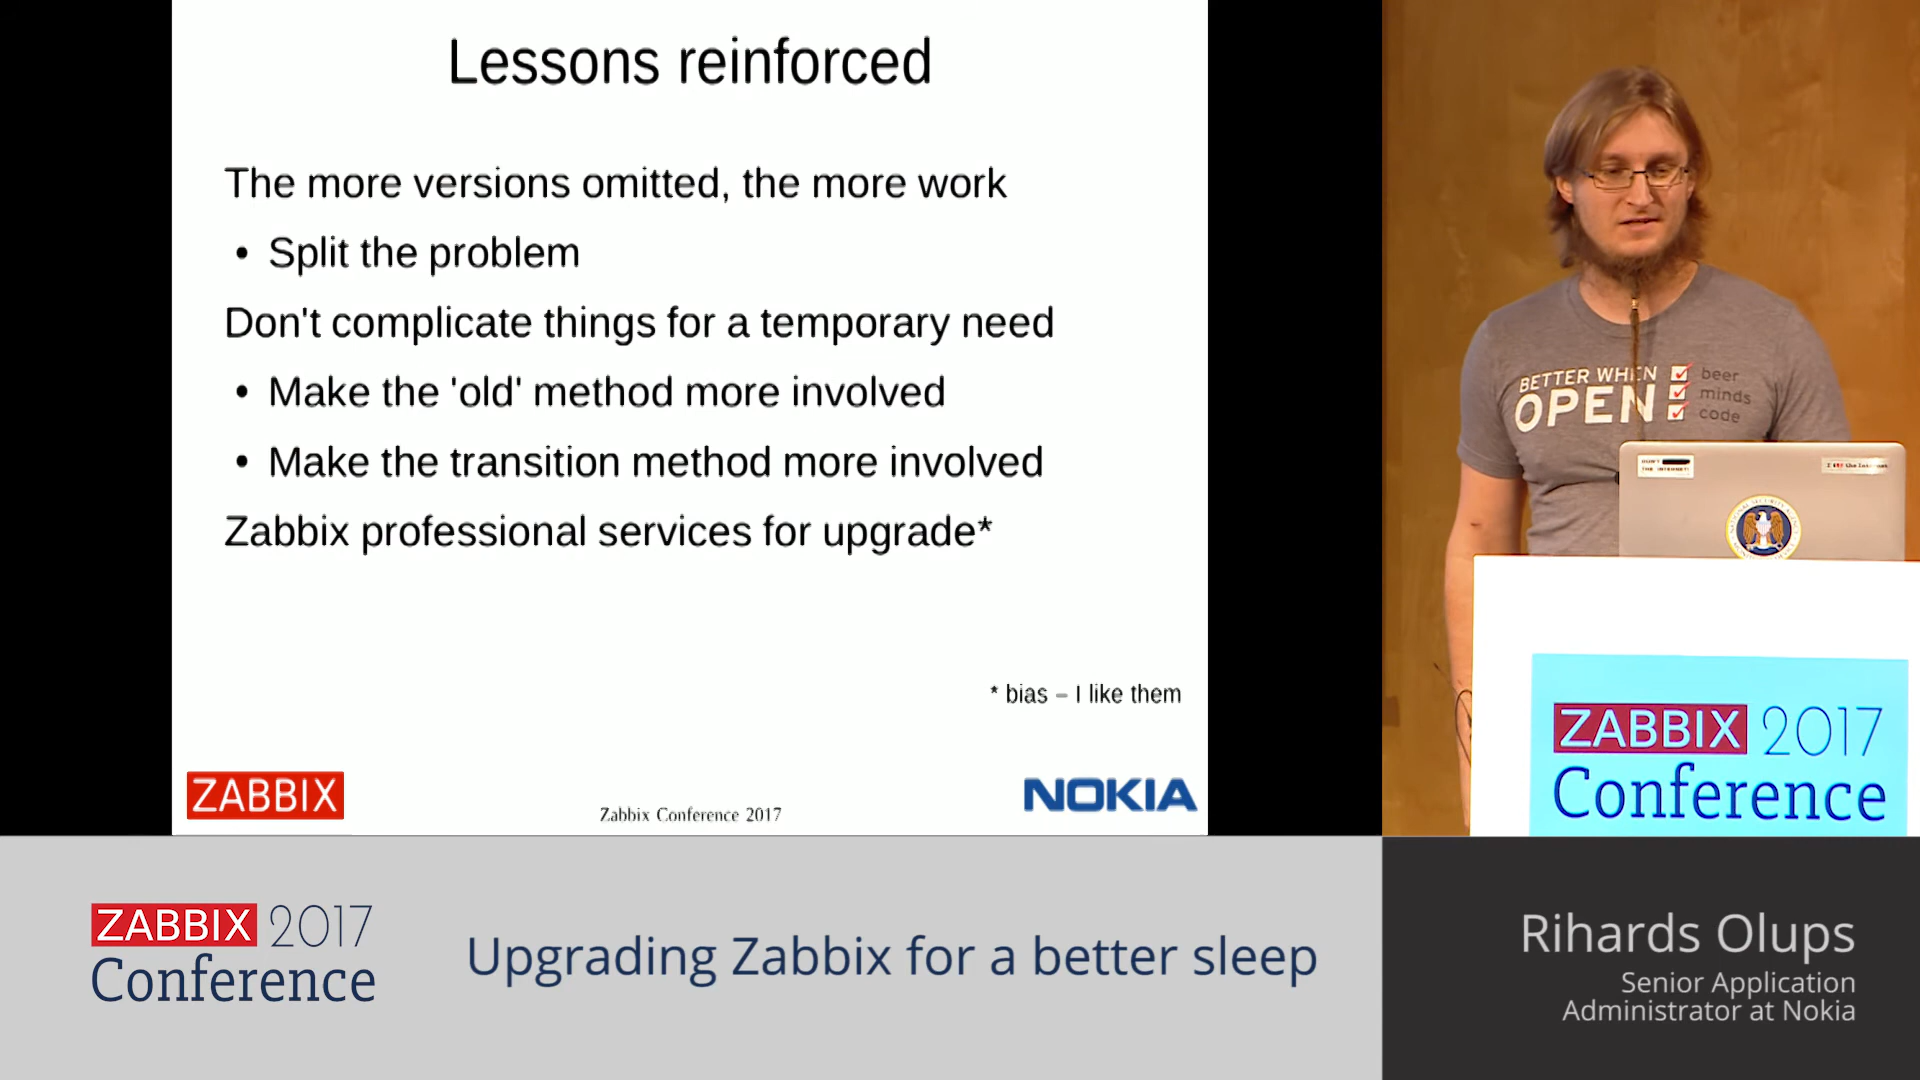 Lessons reinforced
The more versions omitted, the more work
• Split the problem
Don't complicate things for a temporary need
• Make the 'old' method more involved
• Make the transition method more involved
Zabbix professional services for upgrade*
* bias – I like them
ZABBIX
Zabbix Conference 2017
NOKIA
BETTER WHEN
OPEN
beer
minds
code
THE INTERNET!
ZABBIX 2017
Conference
ZABBIX 2017
Conference
Upgrading Zabbix for a better sleep
Rihards Olups
Senior Application
Administrator at Nokia